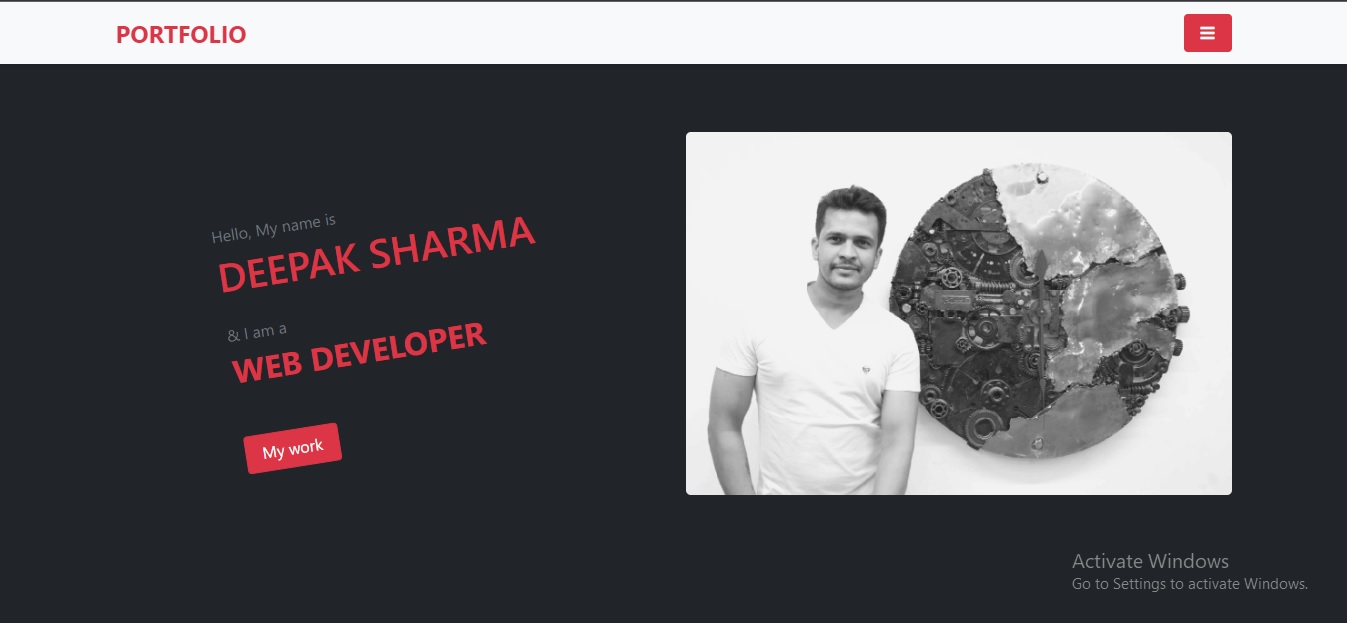 PORTFOLIO
Hello, My name is
DEEPAK SHARMA
& I am a
WEB DEVELOPER
My work
Activate Windows
Go to Settings to activate Windows.